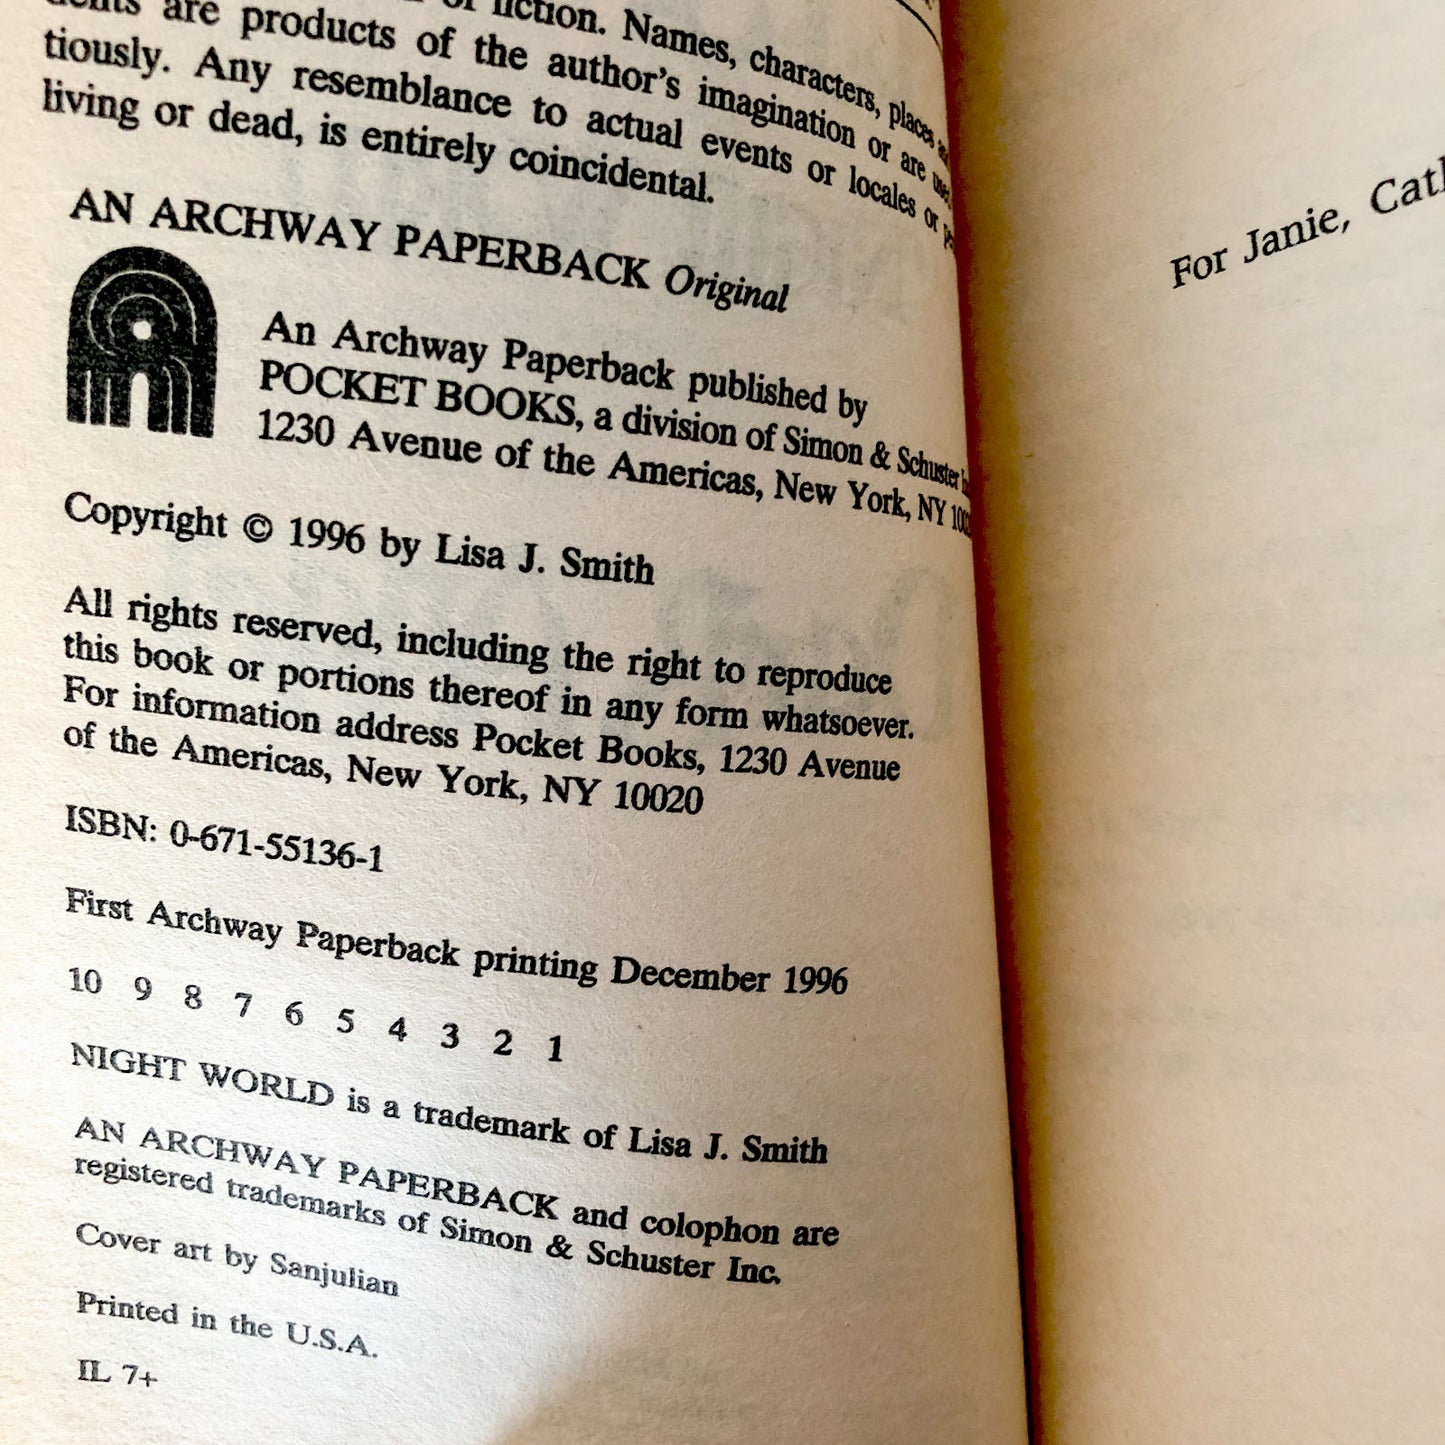 of fiction. Names, characters, places
are products of the author's imagination or are
tiously. Any resemblance to actual events or locales or
living or dead, is entirely coincidental.
AN ARCHWAY PAPERBACK Original
An Archway Paperback published by
POCKET BOOKS, a division of Simon & Schuster
1230 Avenue of the Americas, New York, NY
Copyright © 1996 by Lisa J. Smith
All rights reserved, including the right to reproduce
this book or portions thereof in any form whatsoever.
For information address Pocket Books, 1230 Avenue
of the Americas, New York, NY 10020
ISBN: 0-671-55136-1
First Archway Paperback printing December 1996
10 9 8 7 6 5 4 3 2 1
NIGHT WORLD is a trademark of Lisa J. Smith
AN ARCHWAY PAPERBACK and colophon are
registered trademarks of Simon & Schuster Inc.
Cover art by Sanjulian
Printed in the U.S.A.
IL 7+
For Janie,